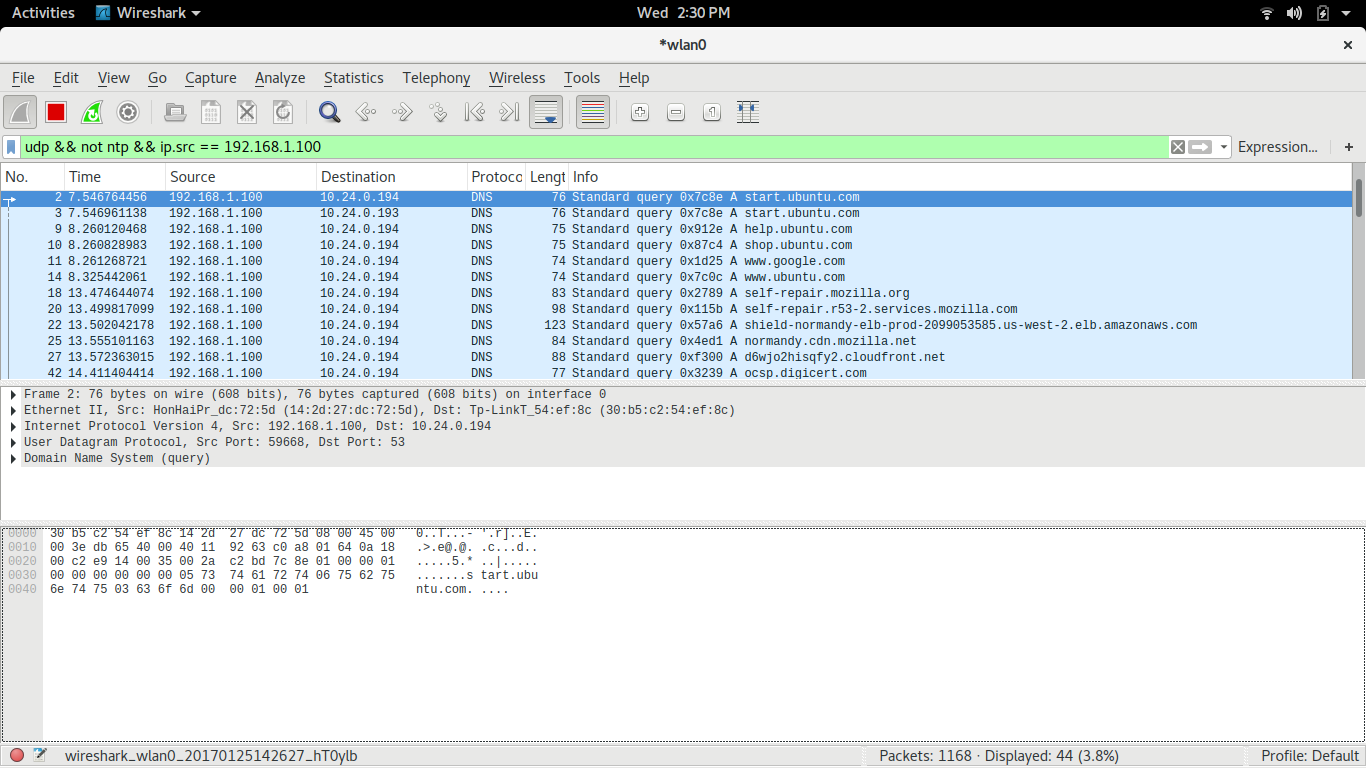 Activities Wireshark Wed 2:30 PM
*wlan0
File Edit View Go Capture Analyze Statistics Telephony Wireless Tools Help
udp && not ntp && ip.src == 192.168.1.100 Expression... +
No. Time Source Destination Protoco Lengt Info
2 7.546764456 192.168.1.100 10.24.0.194 DNS 76 Standard query 0x7c8e A start.ubuntu.com
3 7.546961138 192.168.1.100 10.24.0.193 DNS 76 Standard query 0x7c8e A start.ubuntu.com
9 8.260120468 192.168.1.100 10.24.0.194 DNS 75 Standard query 0x912e A help.ubuntu.com
10 8.260828983 192.168.1.100 10.24.0.194 DNS 75 Standard query 0x87c4 A shop.ubuntu.com
11 8.261268721 192.168.1.100 10.24.0.194 DNS 74 Standard query 0x1d25 A www.google.com
14 8.325442061 192.168.1.100 10.24.0.194 DNS 74 Standard query 0x7c0c A www.ubuntu.com
18 13.474644074 192.168.1.100 10.24.0.194 DNS 83 Standard query 0x2789 A self-repair.mozilla.org
20 13.499817099 192.168.1.100 10.24.0.194 DNS 98 Standard query 0x115b A self-repair.r53-2.services.mozilla.com
22 13.502042178 192.168.1.100 10.24.0.194 DNS 123 Standard query 0x57a6 A shield-normandy-elb-prod-2099053585.us-west-2.elb.amazonaws.com
25 13.555101163 192.168.1.100 10.24.0.194 DNS 84 Standard query 0x4ed1 A normandy.cdn.mozilla.net
27 13.572363015 192.168.1.100 10.24.0.194 DNS 88 Standard query 0xf300 A d6wjo2hisqfy2.cloudfront.net
42 14.411404414 192.168.1.100 10.24.0.194 DNS 77 Standard query 0x3239 A ocsp.digicert.com
Frame 2: 76 bytes on wire (608 bits), 76 bytes captured (608 bits) on interface 0
Ethernet II, Src: HonHaiPr_dc:72:5d (14:2d:27:dc:72:5d), Dst: Tp-LinkT_54:ef:8c (30:b5:c2:54:ef:8c)
Internet Protocol Version 4, Src: 192.168.1.100, Dst: 10.24.0.194
User Datagram Protocol, Src Port: 59668, Dst Port: 53
Domain Name System (query)
0000 30 b5 c2 54 ef 8c 14 2d 27 dc 72 5d 08 00 45 00 0..T...- '.r]..E.
0010 00 3e db 65 40 00 40 11 92 63 c0 a8 01 64 0a 18 .>.e@.@. .c...d..
0020 00 c2 e9 14 00 35 00 2a c2 bd 7c 8e 01 00 00 01 .....5.* ..|.....
0030 00 00 00 00 00 00 05 73 74 61 72 74 06 75 62 75 .......s tart.ubu
0040 6e 74 75 03 63 6f 6d 00 00 01 00 01 ntu.com. ....
wireshark_wlan0_20170125142627_hT0ylb Packets: 1168 · Displayed: 44 (3.8%) Profile: Default